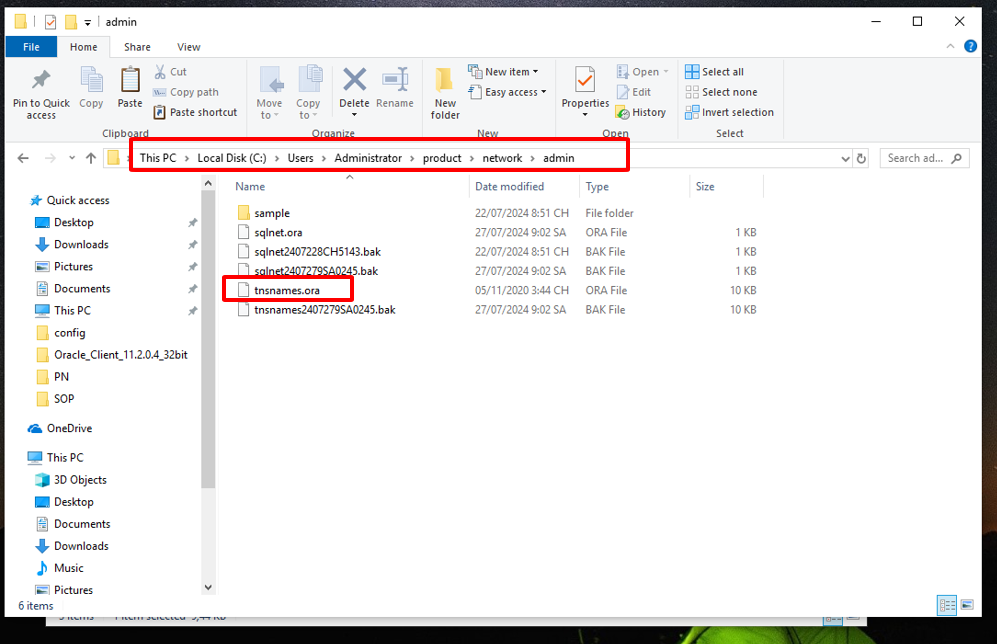 admin
File Home Share View
Pin to Quick access
Copy
Paste
Cut
Copy path
Paste shortcut
Clipboard
Move to
Copy to
Delete
Rename
Organize
New folder
New item
Easy access
New
Properties
Open
Edit
History
Open
Select all
Select none
Invert selection
Select
This PC › Local Disk (C:) › Users › Administrator › product › network › admin
Search ad...
Quick access
Desktop
Downloads
Pictures
Documents
This PC
config
Oracle_Client_11.2.0.4_32bit
PN
SOP
OneDrive
This PC
3D Objects
Desktop
Documents
Downloads
Music
Pictures
Name Date modified Type Size
sample 22/07/2024 8:51 CH File folder
sqlnet.ora 27/07/2024 9:02 SA ORA File 1 KB
sqlnet2407228CH5143.bak 22/07/2024 8:51 CH BAK File 1 KB
sqlnet2407279SA0245.bak 27/07/2024 9:02 SA BAK File 1 KB
tnsnames.ora 05/11/2020 3:44 CH ORA File 10 KB
tnsnames2407279SA0245.bak 27/07/2024 9:02 SA BAK File 10 KB
6 items